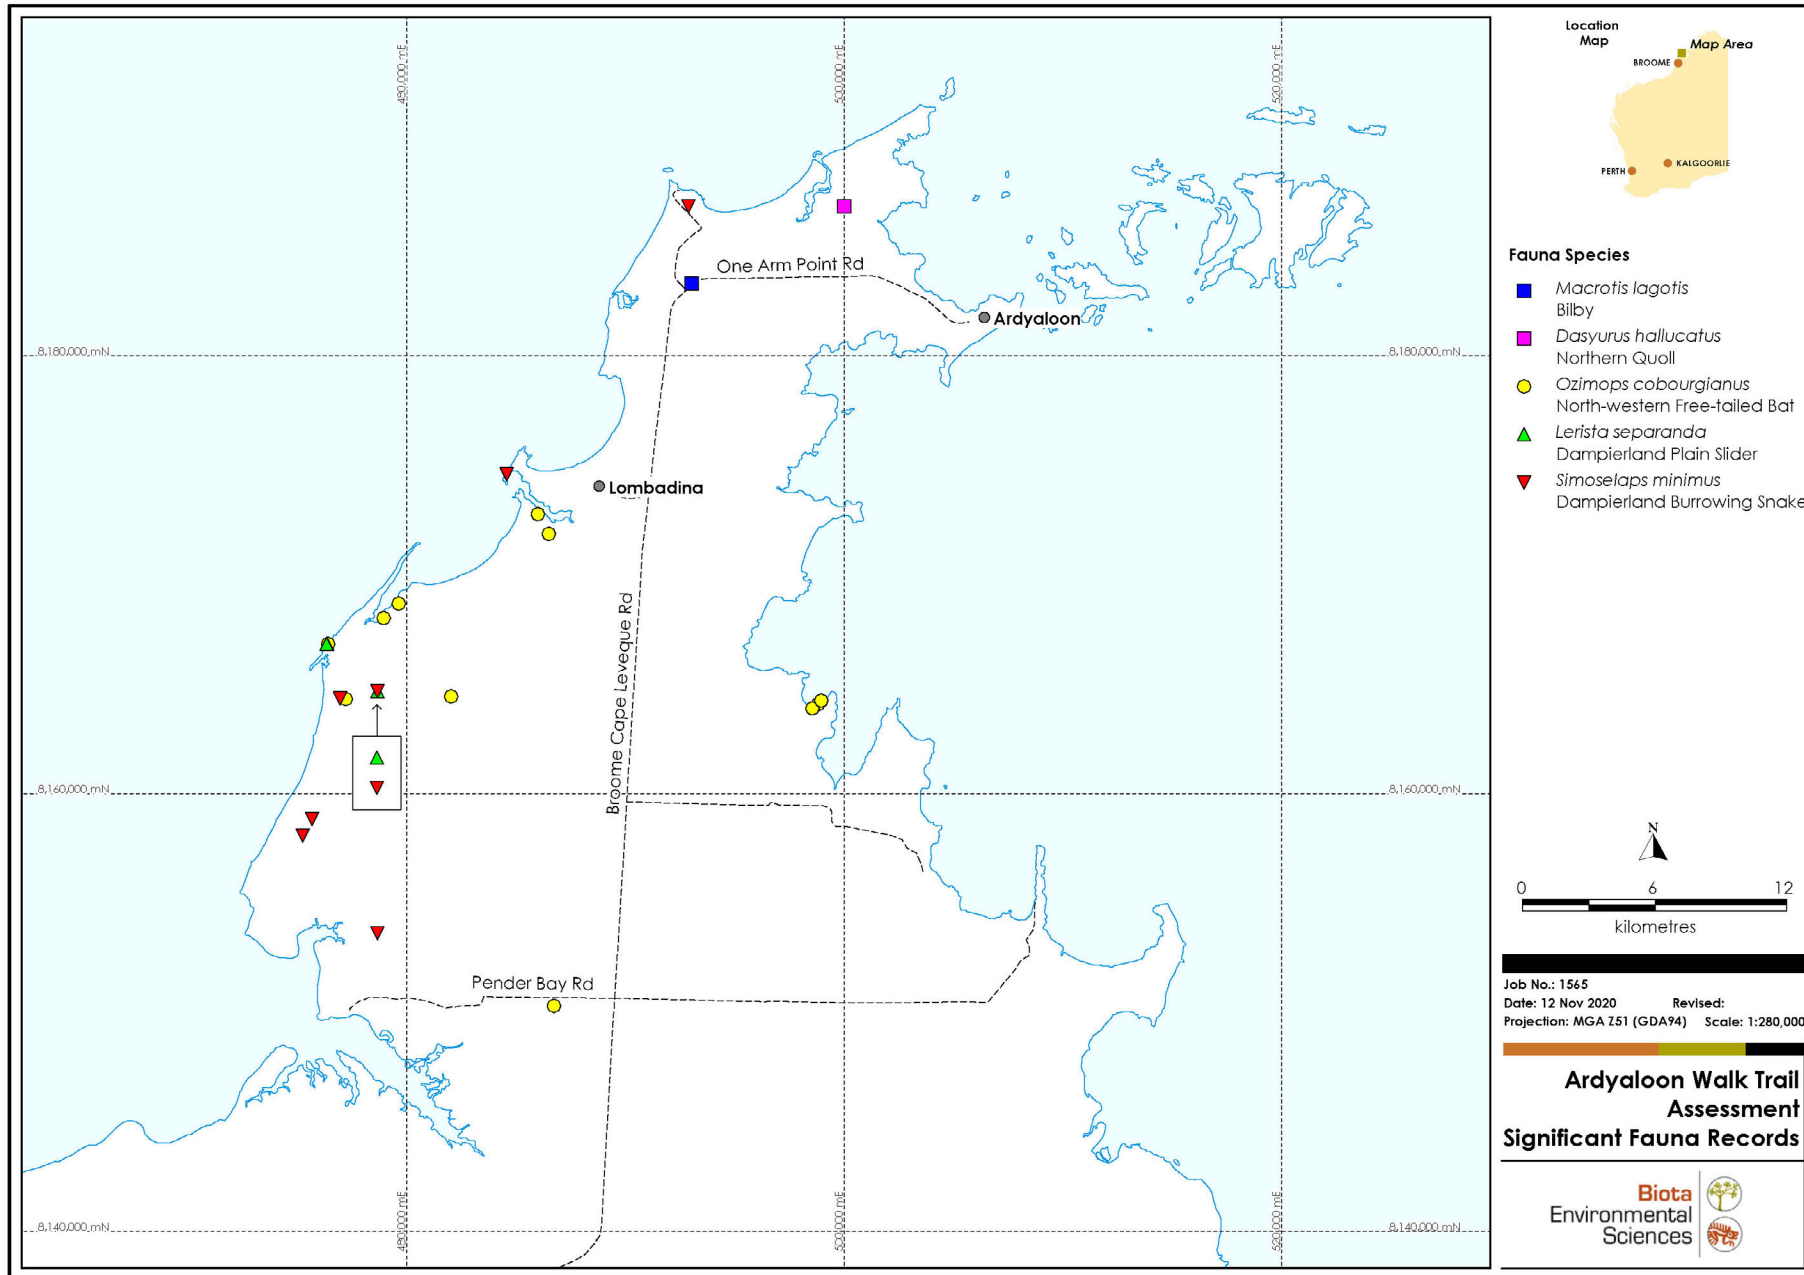 480,000 mE
500,000 mE
520,000 mE
One Arm Point Rd
Ardyaloon
8,180,000 mN
8,180,000 mN
Lombadina
Broome Cape Leveque Rd
8,160,000 mN
8,160,000 mN
Pender Bay Rd
8,140,000 mN
8,140,000 mN
480,000 mE
500,000 mE
520,000 mE
Location
Map
Map Area
BROOME
KALGOORLIE
PERTH
Fauna Species
Macrotis lagotis
Bilby
Dasyurus hallucatus
Northern Quoll
Ozimops cobourgianus
North-western Free-tailed Bat
Lerista separanda
Dampierland Plain Slider
Simoselaps minimus
Dampierland Burrowing Snake
N
0 6 12
kilometres
Job No.: 1565
Date: 12 Nov 2020 Revised:
Projection: MGA Z51 (GDA94) Scale: 1:280,000
Ardyaloon Walk Trail
Assessment
Significant Fauna Records
Biota
Environmental
Sciences